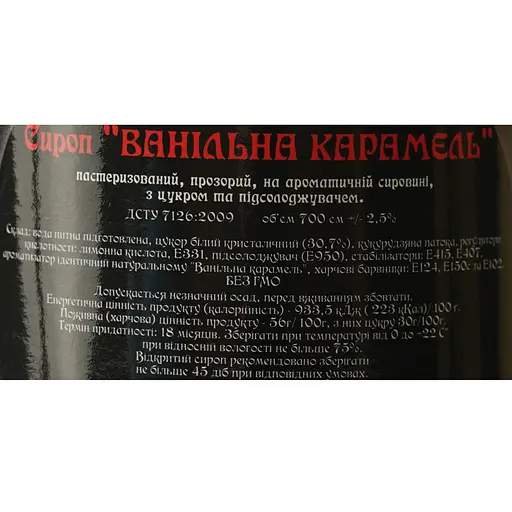 Сироп "ВАНІЛЬНА КАРАМЕЛЬ"
пастеризований, прозорий, на ароматичній сировині,
з цукром та підсолоджувачем.
ДСТУ 7126:2009 об'єм 700 см +/- 2,5%
Склад: вода питна підготовлена, цукор білий кристалічний (30,7%), кукурудзяна патока, регулятори
кислотності: лимонна кислота, Е331, підсолоджувач (Е950), стабілізатори: Е415, Е407,
ароматизатор ідентичний натуральному "Ванільна карамель", харчові барвники: Е124, Е150с та Е102.
БЕЗ ГМО
Допускається незначний осад, перед вживанням збовтати.
Енергетична цінність продукту (калорійність) - 933,5 кДж ( 223 кКал)/100 г.
Поживна (харчова) цінність продукту - 56г/ 100г, з них цукру 30г/100г.
Термін придатності: 18 місяців. Зберігати при температурі від 0 до +22°С
при відносній вологості не більше 75%.
Відкритий сироп рекомендовано зберігати
не більше 45 діб при відповідних умовах.